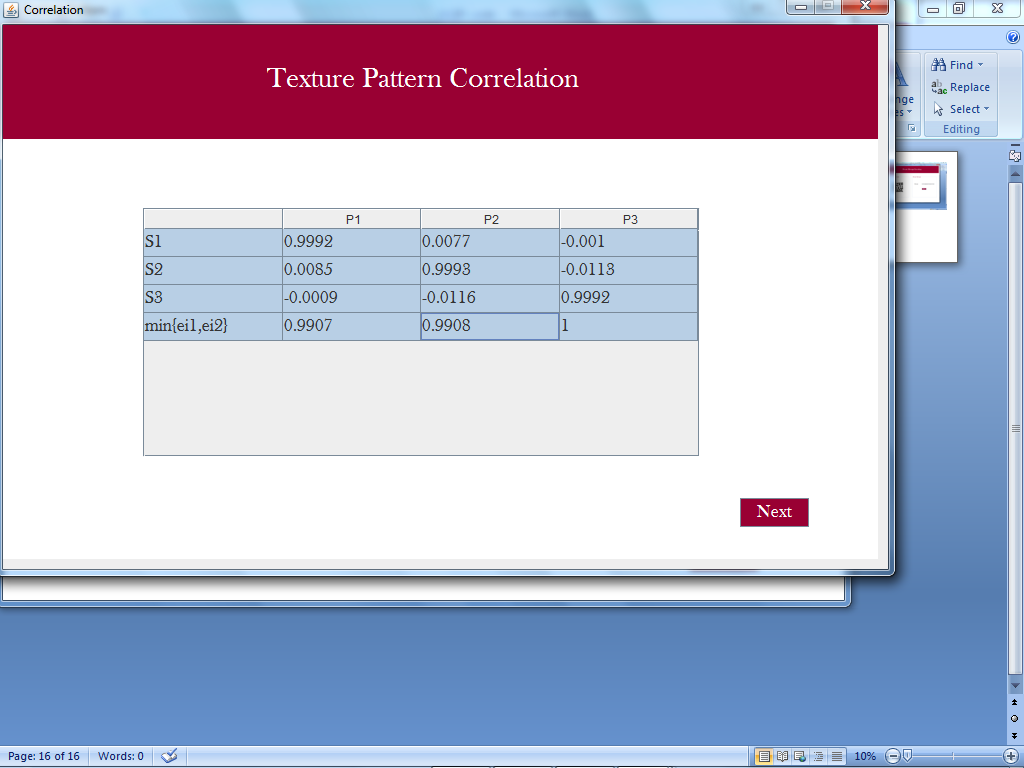 Correlation
Texture Pattern Correlation
P1 P2 P3
S1 0.9992 0.0077 -0.001
S2 0.0085 0.9993 -0.0113
S3 -0.0009 -0.0116 0.9992
min{ei1,ei2} 0.9907 0.9908 1
Next
Find
Replace
Select
Editing
nge
es
Page: 16 of 16 Words: 0 10%